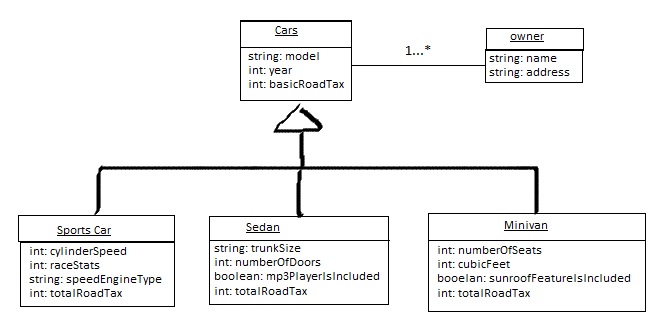 Cars
string: model
int: year
int: basicRoadTax
1...*
owner
string: name
string: address
Sports Car
int: cylinderSpeed
int: raceStats
string: speedEngineType
int: totalRoadTax
Sedan
string: trunkSize
int: numberOfDoors
boolean: mp3PlayerIsIncluded
int: totalRoadTax
Minivan
int: numberOfSeats
int: cubicFeet
booelan: sunroofFeatureIsIncluded
int: totalRoadTax